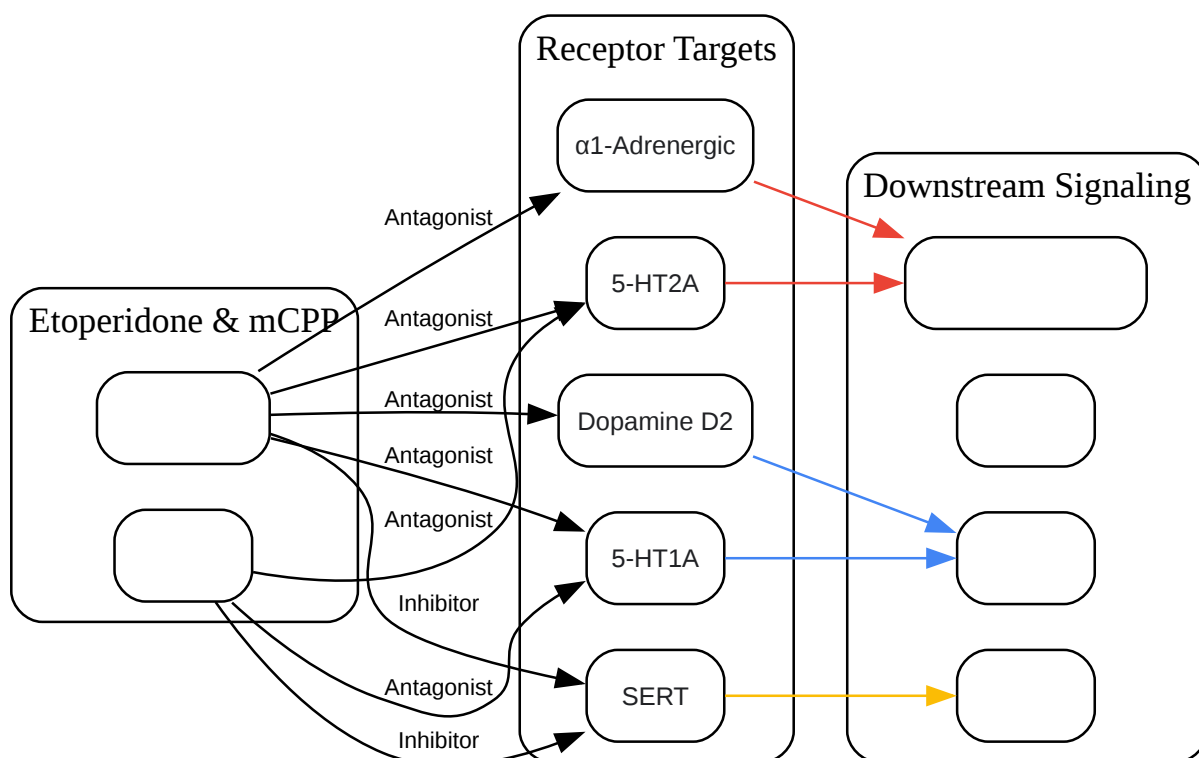 Receptor Targets
α1-Adrenergic
Downstream Signaling
Antagonist
5-HT2A
Etoperidone & mCPP
Antagonist
Antagonist
Dopamine D2
Antagonist
Antagonist
5-HT1A
Inhibitor
Antagonist
SERT
Inhibitor